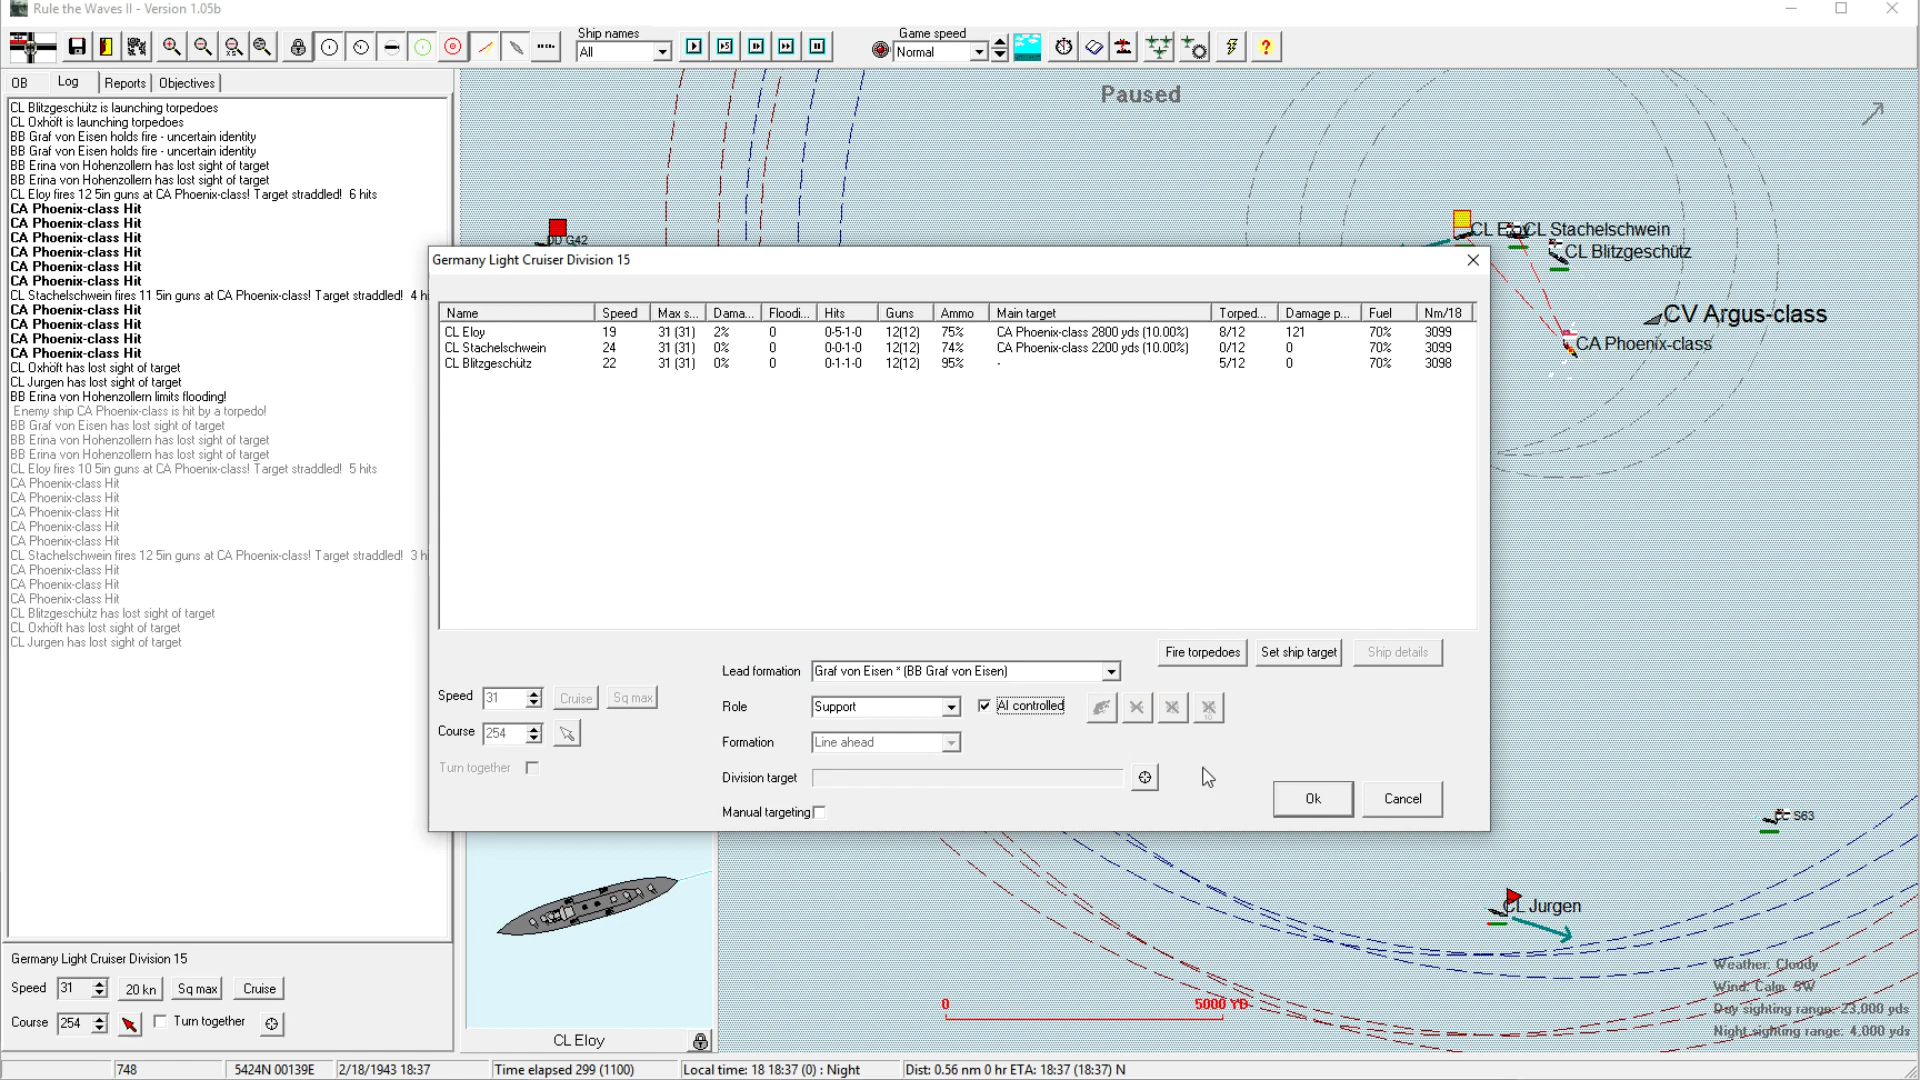 Rule the Waves II - Version 1.05b
Ship names
All
Game speed
Normal
OB Log Reports Objectives
CL Blitzgeschütz is launching torpedoes
CL Oxhöft is launching torpedoes
BB Graf von Eisen holds fire - uncertain identity
BB Graf von Eisen holds fire - uncertain identity
BB Erina von Hohenzollern has lost sight of target
BB Erina von Hohenzollern has lost sight of target
CL Eloy fires 12 5in guns at CA Phoenix-class! Target straddled! 6 hits
CA Phoenix-class Hit
CA Phoenix-class Hit
CA Phoenix-class Hit
CA Phoenix-class Hit
CA Phoenix-class Hit
CA Phoenix-class Hit
CL Stachelschwein fires 11 5in guns at CA Phoenix-class! Target straddled! 4 hi
CA Phoenix-class Hit
CA Phoenix-class Hit
CA Phoenix-class Hit
CA Phoenix-class Hit
CL Oxhöft has lost sight of target
CL Jurgen has lost sight of target
BB Erina von Hohenzollern limits flooding!
Enemy ship CA Phoenix-class is hit by a torpedo!
BB Graf von Eisen has lost sight of target
BB Erina von Hohenzollern has lost sight of target
BB Erina von Hohenzollern has lost sight of target
CL Eloy fires 10 5in guns at CA Phoenix-class! Target straddled! 5 hits
CA Phoenix-class Hit
CA Phoenix-class Hit
CA Phoenix-class Hit
CA Phoenix-class Hit
CA Phoenix-class Hit
CL Stachelschwein fires 12 5in guns at CA Phoenix-class! Target straddled! 3 hi
CA Phoenix-class Hit
CA Phoenix-class Hit
CA Phoenix-class Hit
CL Blitzgeschütz has lost sight of target
CL Oxhöft has lost sight of target
CL Jurgen has lost sight of target
Germany Light Cruiser Division 15
Speed 31 20 kn Sq max Cruise
Course 254 Turn together
Paused
DD G42
CL Stachelschwein
CL Blitzgeschütz
CV Argus-class
CA Phoenix-class
Germany Light Cruiser Division 15
Name Speed Max s... Dama... Floodi... Hits Guns Ammo Main target Torped... Damage p... Fuel Nm/18
CL Eloy 19 31 (31) 2% 0 0-5-1-0 12(12) 75% CA Phoenix-class 2800 yds (10.00%) 8/12 121 70% 3099
CL Stachelschwein 24 31 (31) 0% 0 0-0-1-0 12(12) 74% CA Phoenix-class 2200 yds (10.00%) 0/12 0 70% 3099
CL Blitzgeschütz 22 31 (31) 0% 0 0-1-1-0 12(12) 95% - 5/12 0 70% 3098
Fire torpedoes Set ship target Ship details
Lead formation Graf von Eisen * (BB Graf von Eisen)
Speed 31 Cruise Sq max
Role Support AI controlled
Course 254
Formation Line ahead
Turn together
Division target
Manual targeting
Ok Cancel
S63
CL Jurgen
0 5000 YD
Weather: Cloudy
Wind: Calm SW
Day sighting range: 23,000 yds
Night sighting range: 4,000 yds
CL Eloy
748 5424N 00139E 2/18/1943 18:37 Time elapsed 299 (1100) Local time: 18 18:37 (0) : Night Dist: 0.56 nm 0 hr ETA: 18:37 (18:37) N